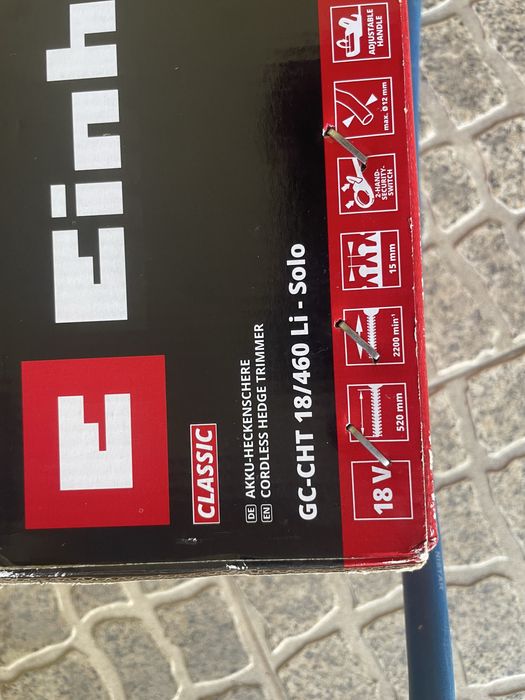 Einh
CLASSIC
DE AKKU-HECKENSCHERE
EN CORDLESS HEDGE TRIMMER
GC-CHT 18/460 Li - Solo
18 V
520 mm
2200 min⁻¹
15 mm
2-HAND-
SECURITY-
SWITCH
max. Ø 12 mm
ADJUSTABLE
HANDLE